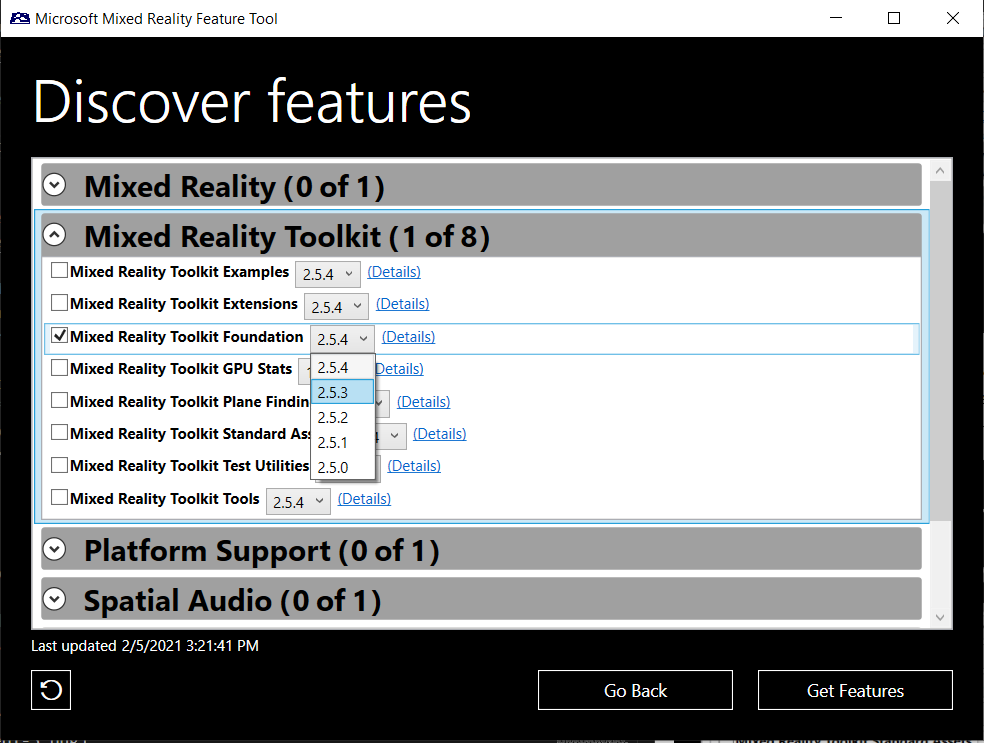 Microsoft Mixed Reality Feature Tool
Discover features
Mixed Reality (0 of 1)
Mixed Reality Toolkit (1 of 8)
Mixed Reality Toolkit Examples 2.5.4 (Details)
Mixed Reality Toolkit Extensions 2.5.4 (Details)
Mixed Reality Toolkit Foundation 2.5.4 (Details)
2.5.4
Mixed Reality Toolkit GPU Stats Details)
2.5.3
Mixed Reality Toolkit Plane Findin (Details)
2.5.2
Mixed Reality Toolkit Standard Ass (Details)
2.5.1
Mixed Reality Toolkit Test Utilities (Details)
2.5.0
Mixed Reality Toolkit Tools 2.5.4 (Details)
Platform Support (0 of 1)
Spatial Audio (0 of 1)
Last updated 2/5/2021 3:21:41 PM
Go Back Get Features